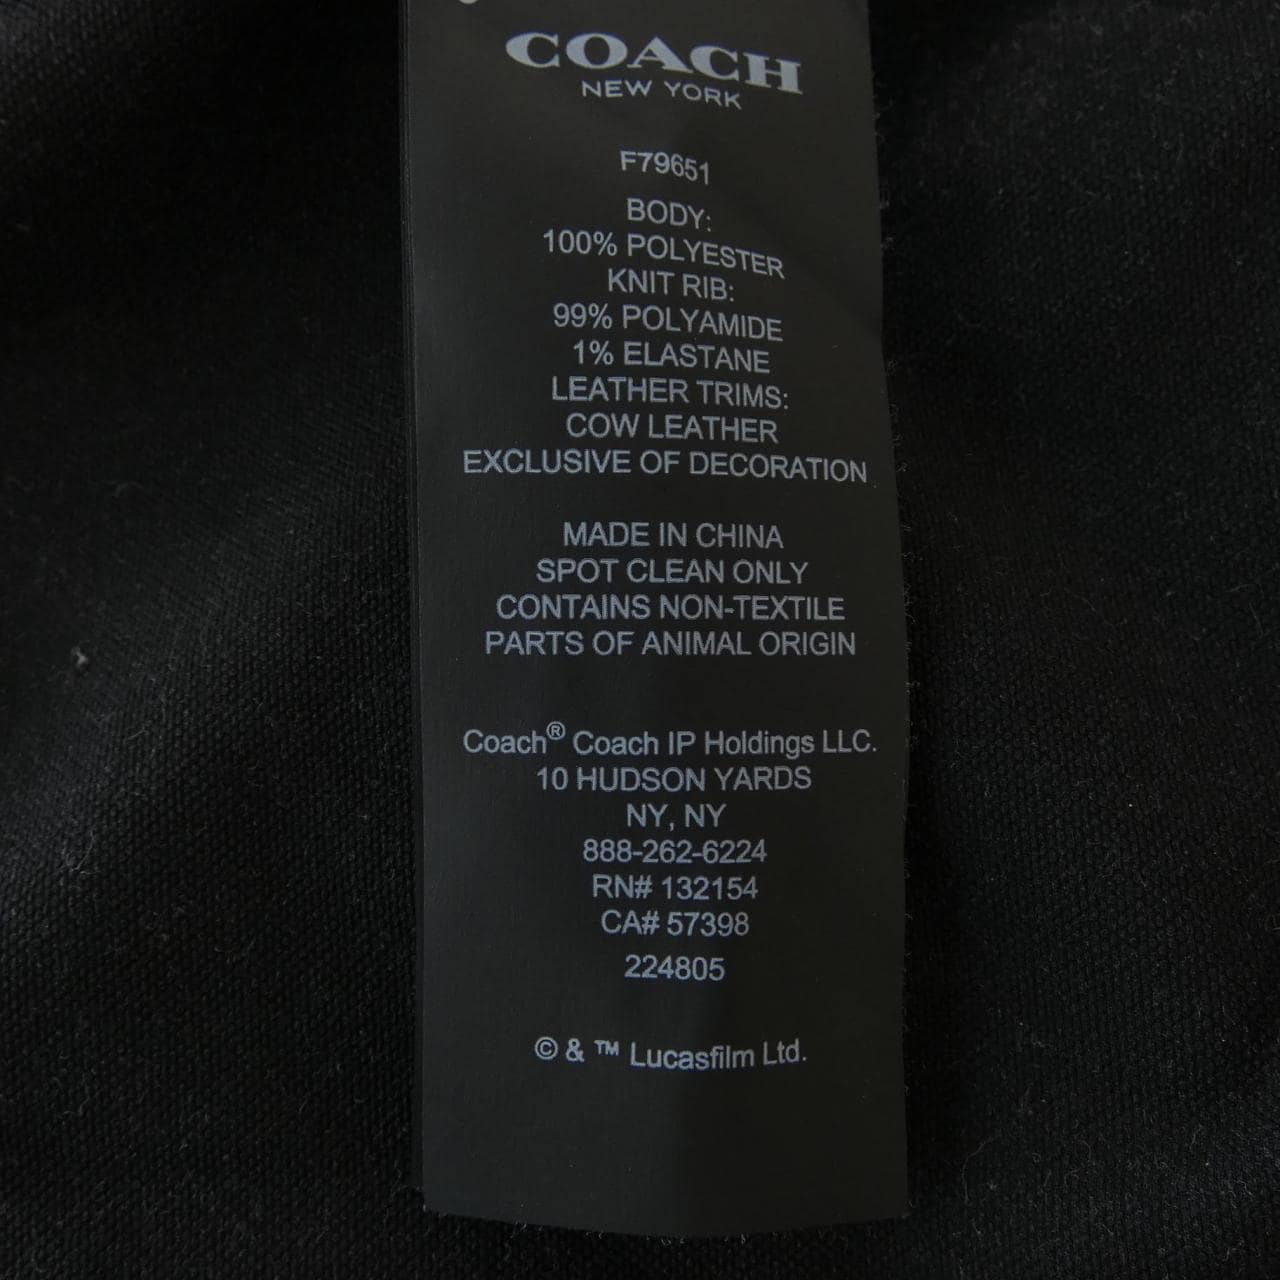 COACH
NEW YORK
F79651
BODY:
100% POLYESTER
KNIT RIB:
99% POLYAMIDE
1% ELASTANE
LEATHER TRIMS:
COW LEATHER
EXCLUSIVE OF DECORATION
MADE IN CHINA
SPOT CLEAN ONLY
CONTAINS NON-TEXTILE
PARTS OF ANIMAL ORIGIN
Coach® Coach IP Holdings LLC.
10 HUDSON YARDS
NY, NY
888-262-6224
RN# 132154
CA# 57398
224805
© & ™ Lucasfilm Ltd.